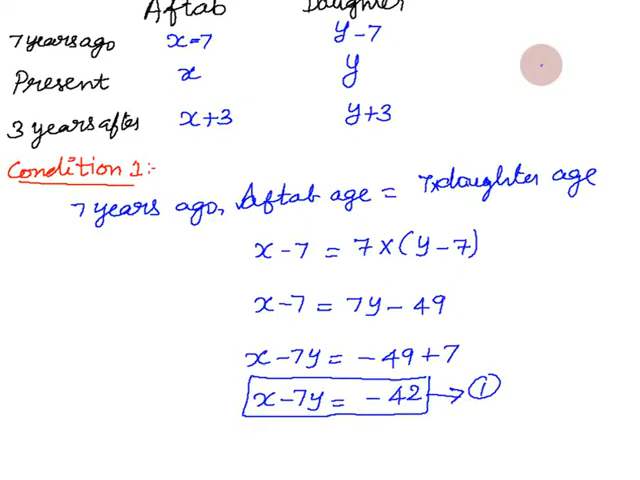 Aftab Daughter
7 years ago x-7 y-7
Present x y
3 years after x+3 y+3
Condition 1:-
7 years ago, Aftab age = 7xdaughter age
x-7 = 7×(y-7)
x-7 = 7y-49
x-7y = -49+7
x-7y = -42 → ①